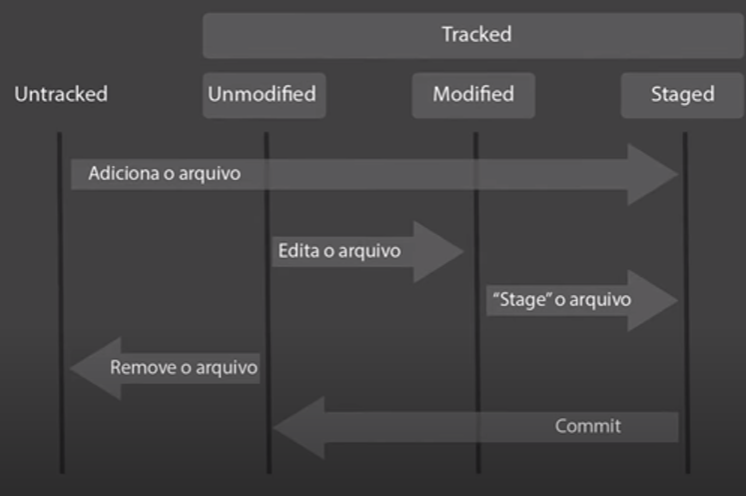 Tracked
Untracked
Unmodified
Modified
Staged
Adiciona o arquivo
Edita o arquivo
“Stage” o arquivo
Remove o arquivo
Commit